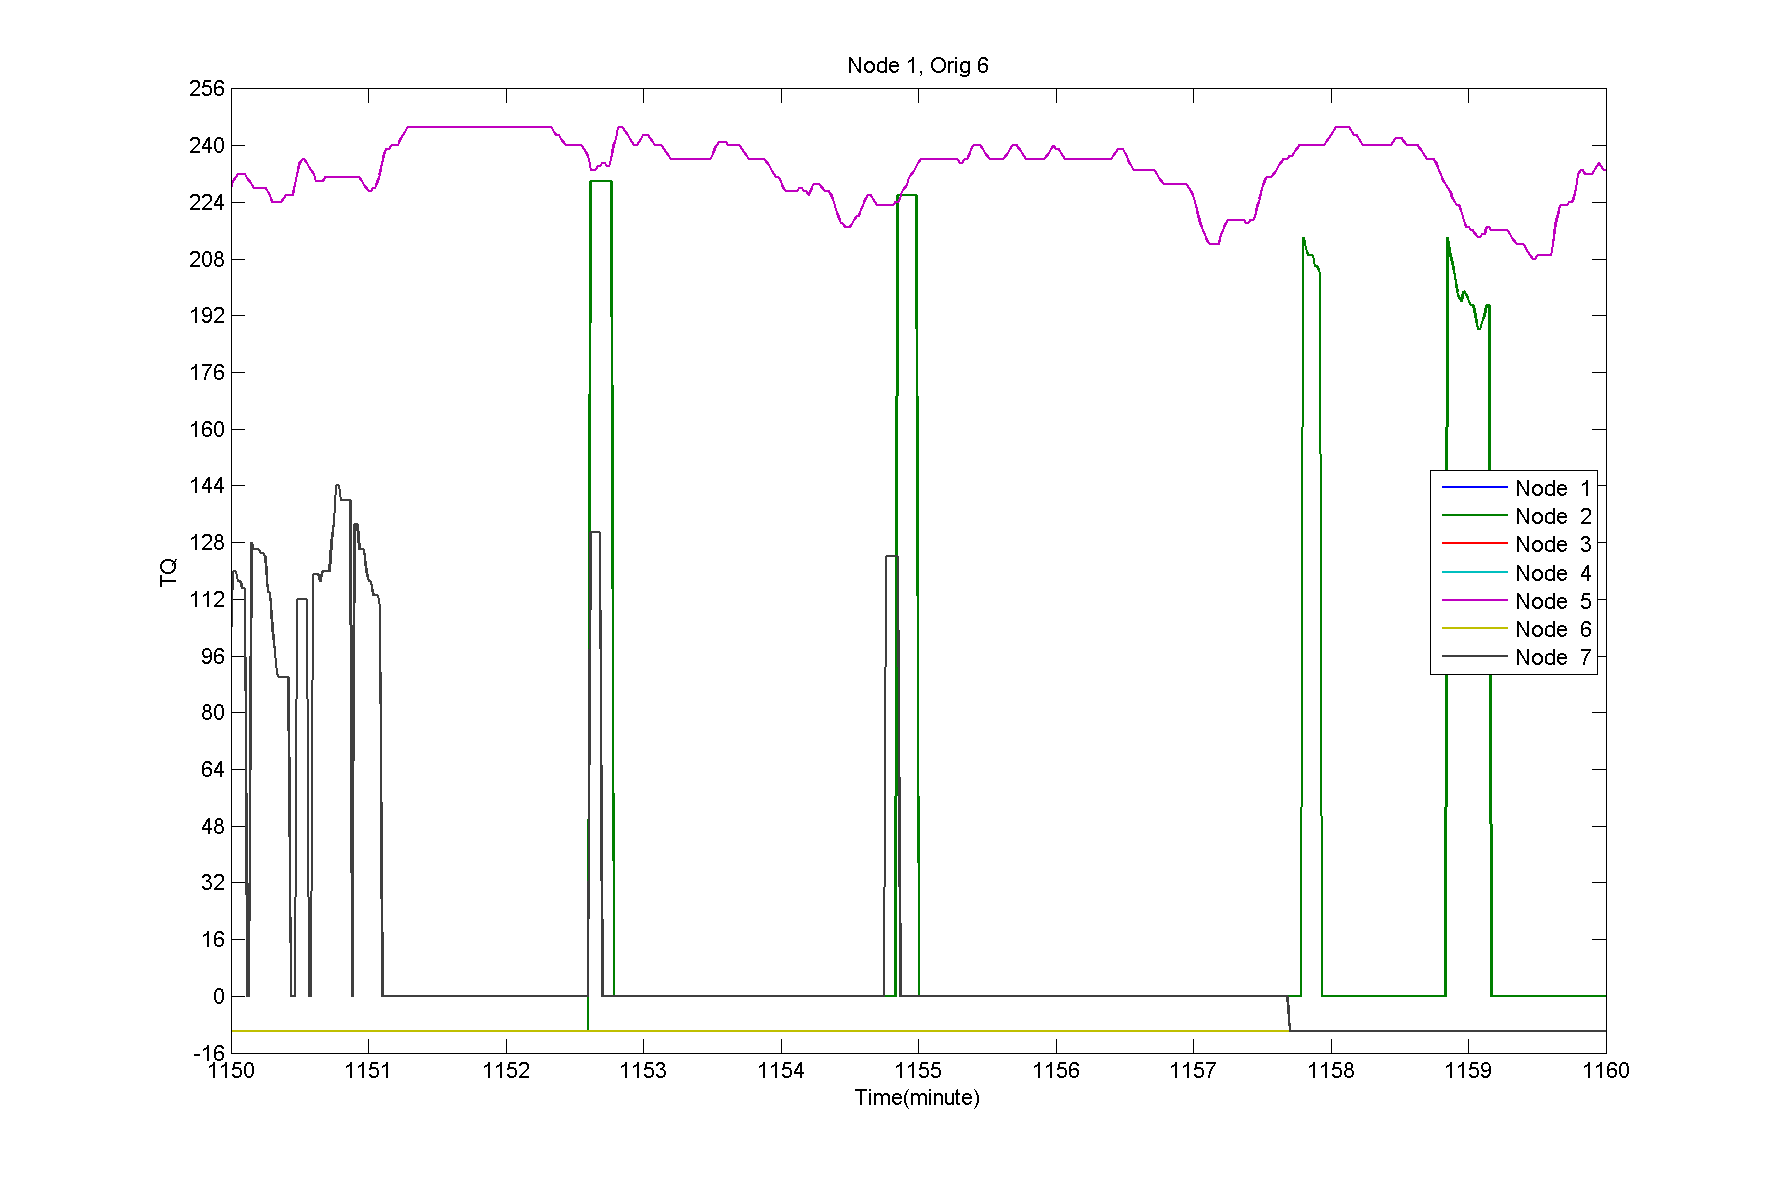 Node 1, Orig 6
256
240
224
208
192
176
160
144
128
112
96
80
64
48
32
16
0
-16
TQ
Node 1
Node 2
Node 3
Node 4
Node 5
Node 6
Node 7
1150 1151 1152 1153 1154 1155 1156 1157 1158 1159 1160
Time(minute)